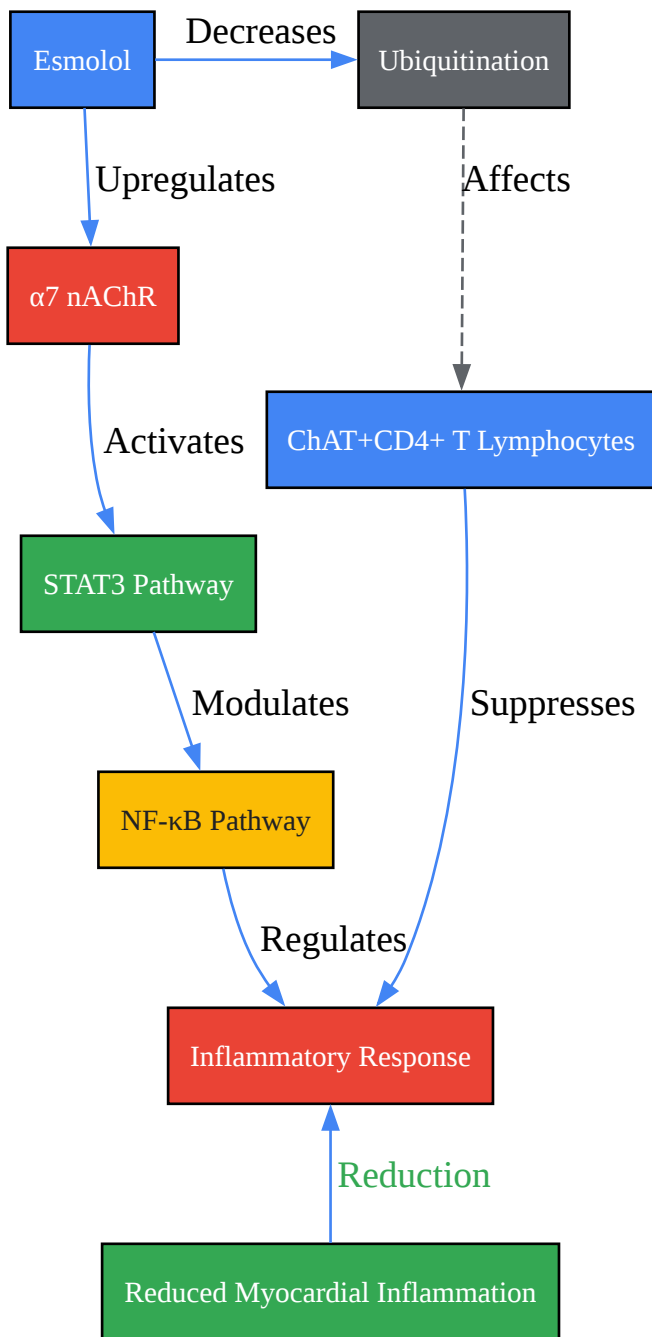 Esmolol
Decreases
Ubiquitination
Upregulates
Affects
α7 nAChR
Activates
ChAT+CD4+ T Lymphocytes
STAT3 Pathway
Modulates
Suppresses
NF-κB Pathway
Regulates
Inflammatory Response
Reduction
Reduced Myocardial Inflammation